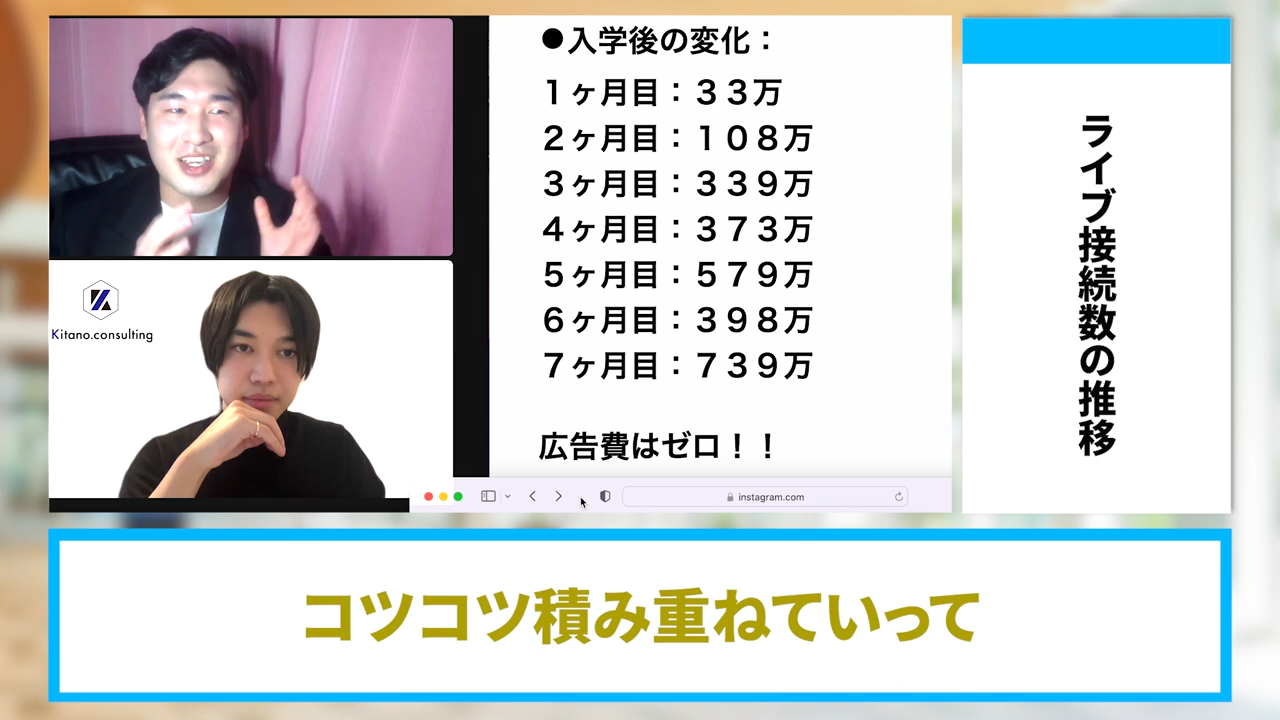 ●入学後の変化：
１ヶ月目：３３万
２ヶ月目：１０８万
３ヶ月目：３３９万
４ヶ月目：３７３万
５ヶ月目：５７９万
６ヶ月目：３９８万
７ヶ月目：７３９万
広告費はゼロ！！
Kitano.consulting
instagram.com
ライブ接続数の推移
コツコツ積み重ねていって